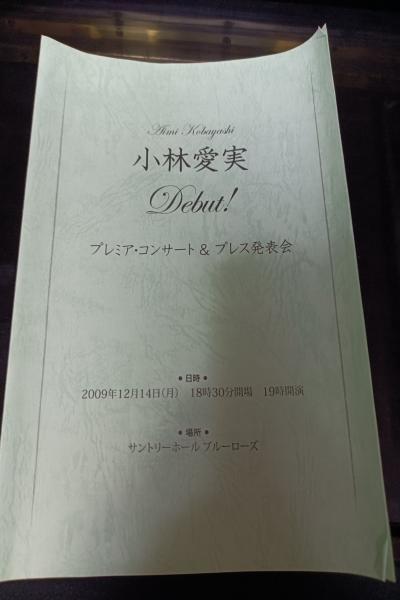 Aimi Kobayashi
小林愛実
Debut!
プレミア・コンサート & プレス発表会
• 日時 •
2009年12月14日(月) 18時30分開場 19時開演
• 場所 •
サントリーホール ブルーローズ